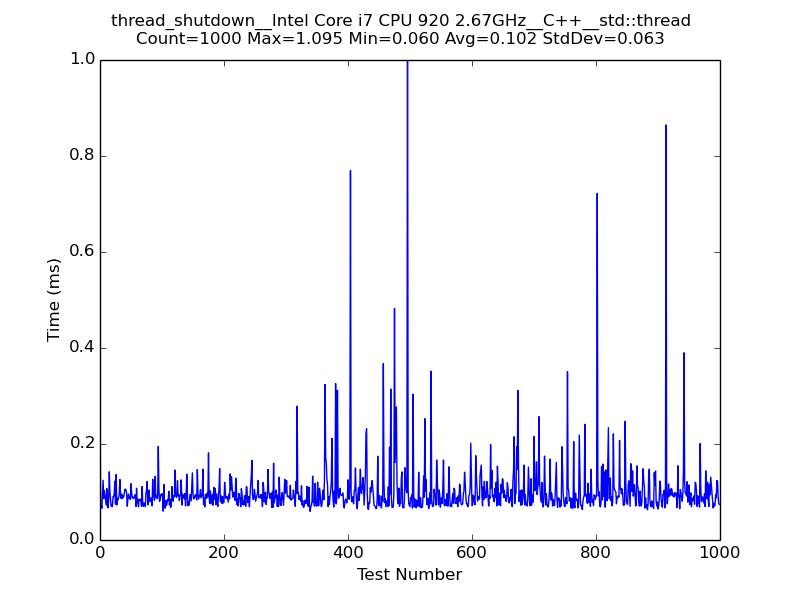 thread_shutdown__Intel Core i7 CPU 920 2.67GHz__C++__std::thread
Count=1000 Max=1.095 Min=0.060 Avg=0.102 StdDev=0.063
1.0
0.8
0.6
0.4
0.2
0.0
Time (ms)
0 200 400 600 800 1000
Test Number